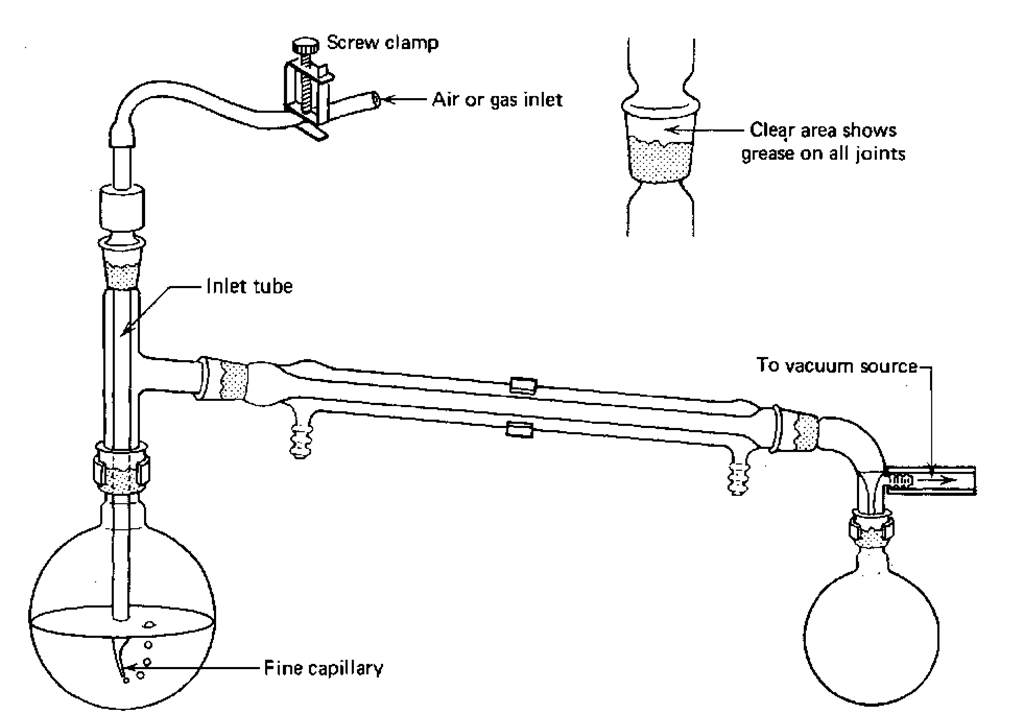 Screw clamp
Air or gas inlet
Clear area shows
grease on all joints
Inlet tube
To vacuum source
Fine capillary